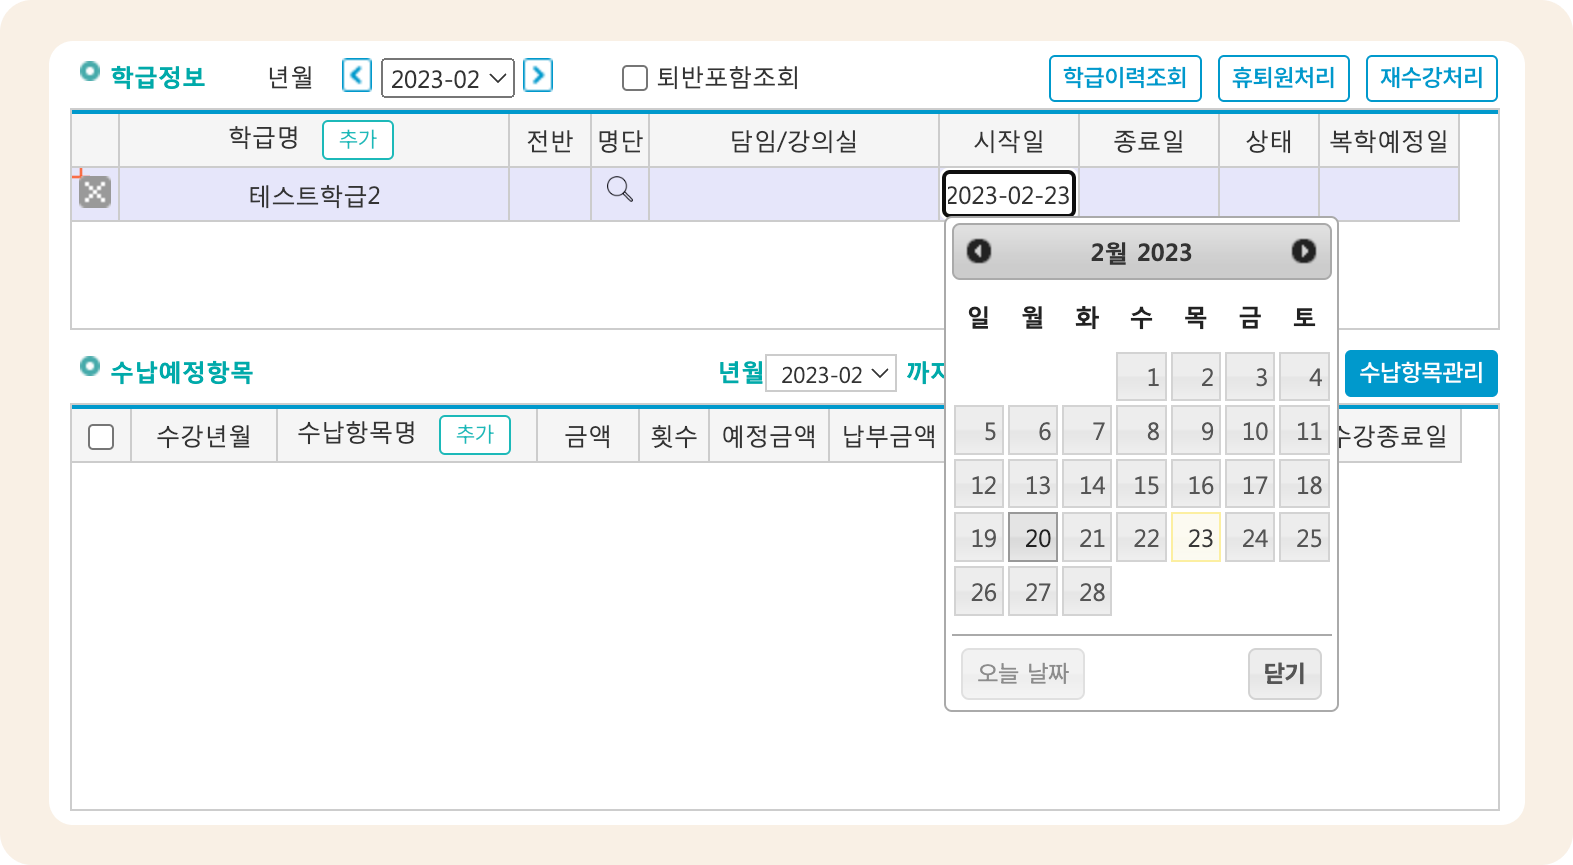 학급정보 년월 2023-02 퇴반포함조회 학급이력조회 휴퇴원처리 재수강처리
학급명 추가 전반 명단 담임/강의실 시작일 종료일 상태 복학예정일
테스트학급2 2023-02-23
2월 2023
일 월 화 수 목 금 토
1 2 3 4
5 6 7 8 9 10 11
12 13 14 15 16 17 18
19 20 21 22 23 24 25
26 27 28
오늘 날짜 닫기
수납예정항목 년월 2023-02 까지 수납항목관리
수강년월 수납항목명 추가 금액 횟수 예정금액 납부금액 수강종료일